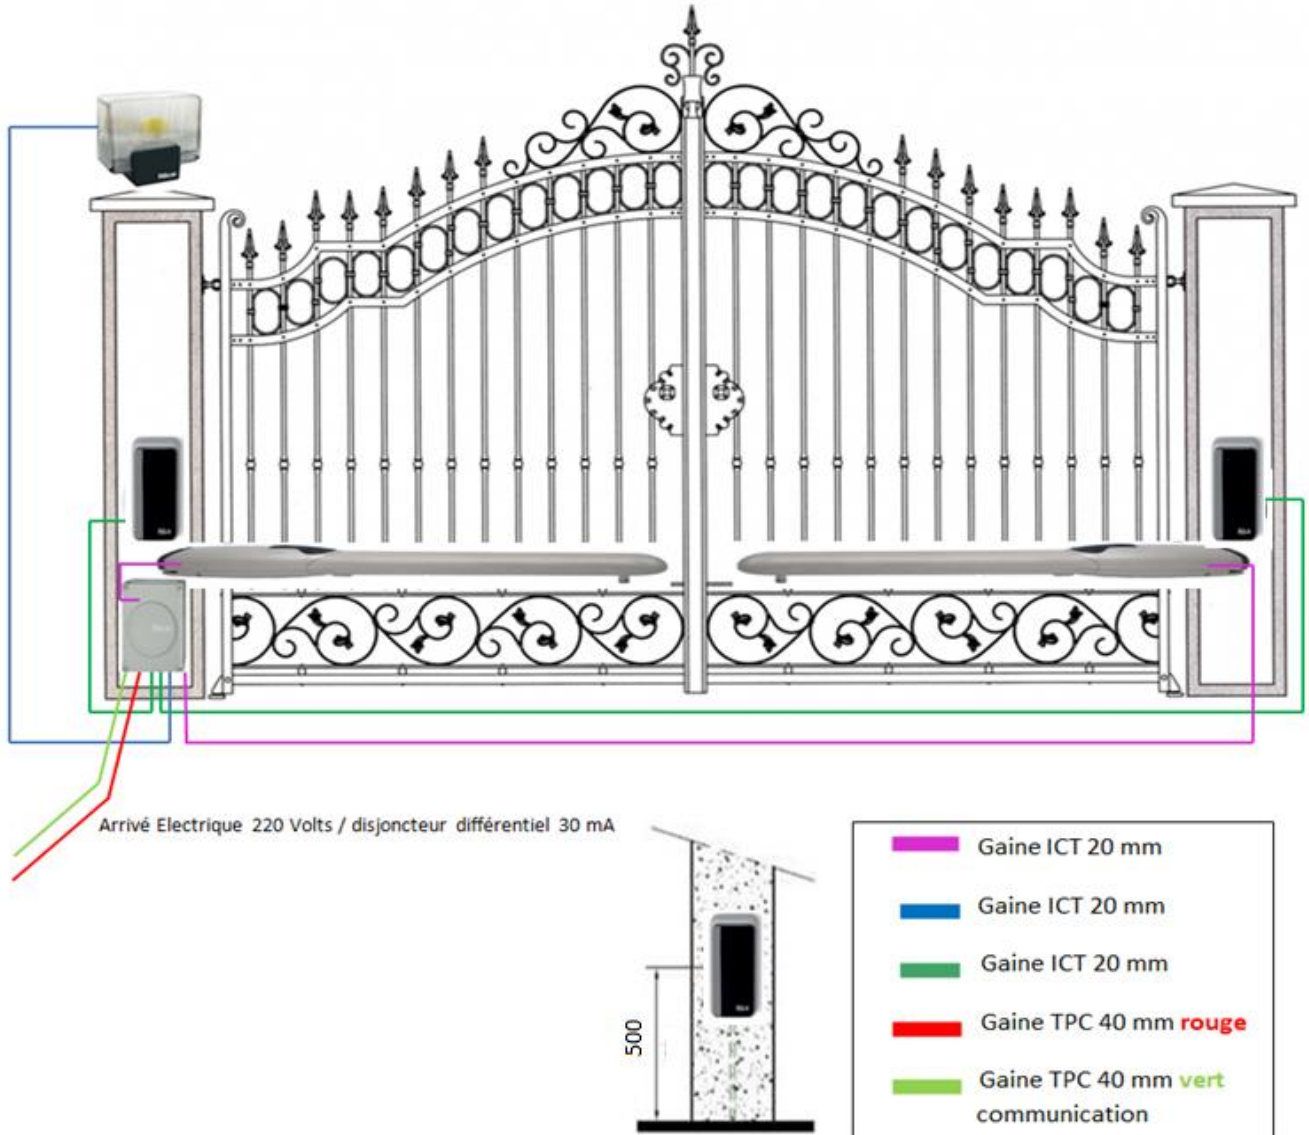 Arrivé Electrique 220 Volts / disjoncteur différentiel 30 mA
500
Gaine ICT 20 mm
Gaine ICT 20 mm
Gaine ICT 20 mm
Gaine TPC 40 mm rouge
Gaine TPC 40 mm vert
communication